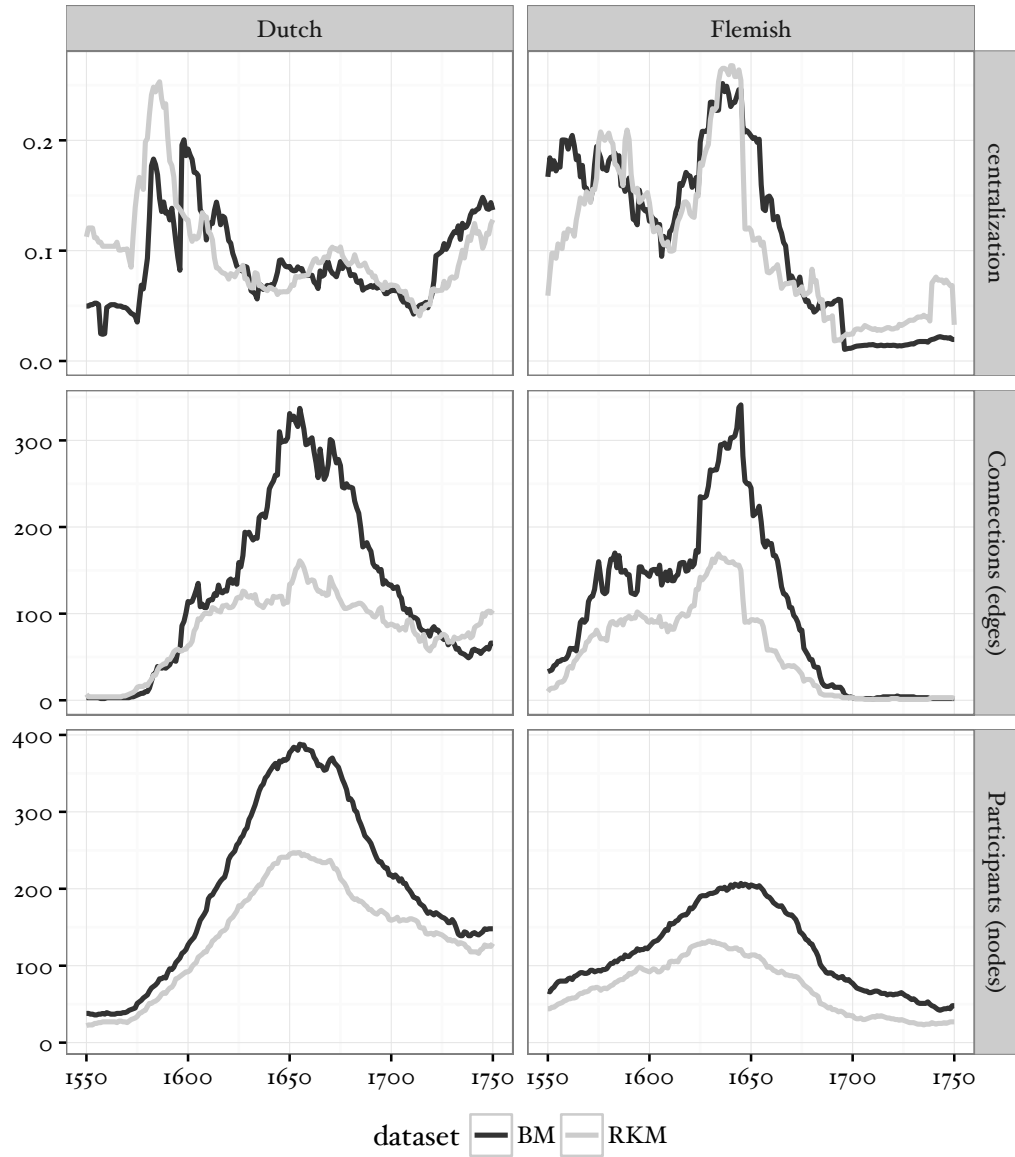 Dutch
Flemish
0.2
0.1
0.0
centralization
300
200
100
0
Connections (edges)
400
300
200
100
0
Participants (nodes)
1550 1600 1650 1700 1750
1550 1600 1650 1700 1750
dataset BM RKM